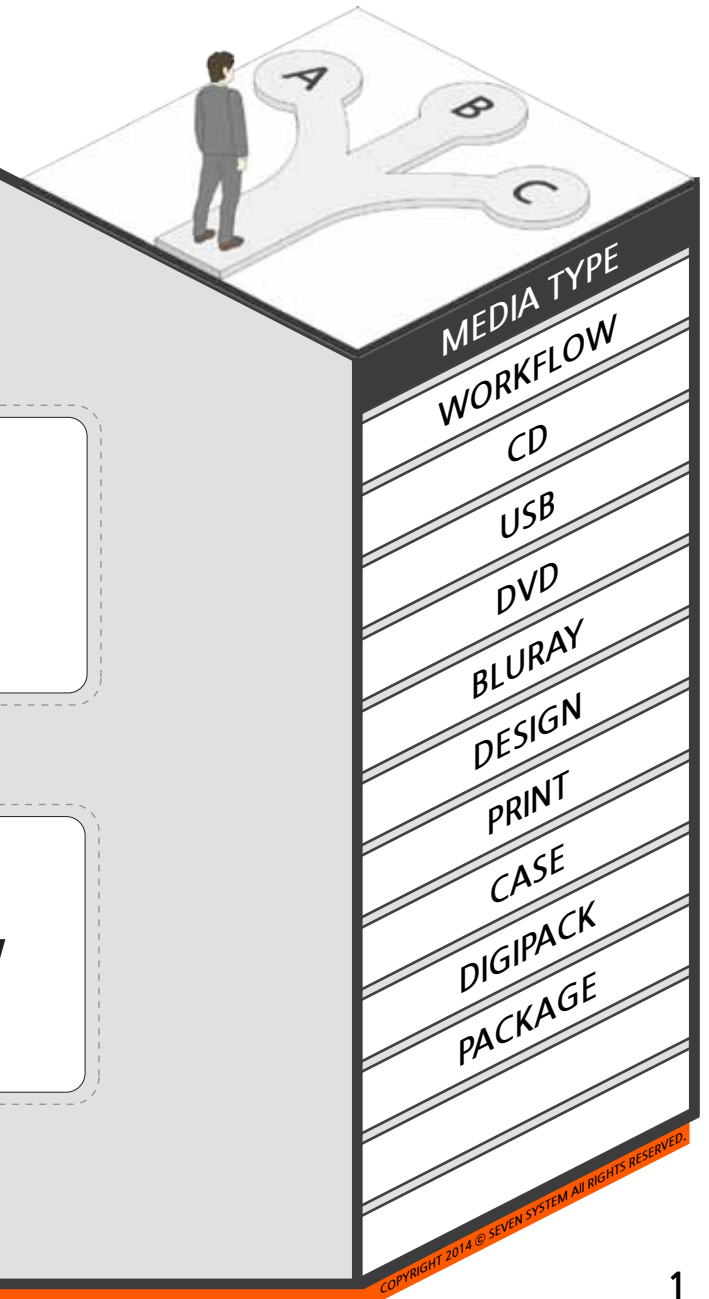 A
B
C
MEDIA TYPE
WORKFLOW
CD
USB
DVD
BLURAY
DESIGN
PRINT
CASE
DIGIPACK
PACKAGE
COPYRIGHT 2014 © SEVEN SYSTEM All RIGHTS RESERVED.
1